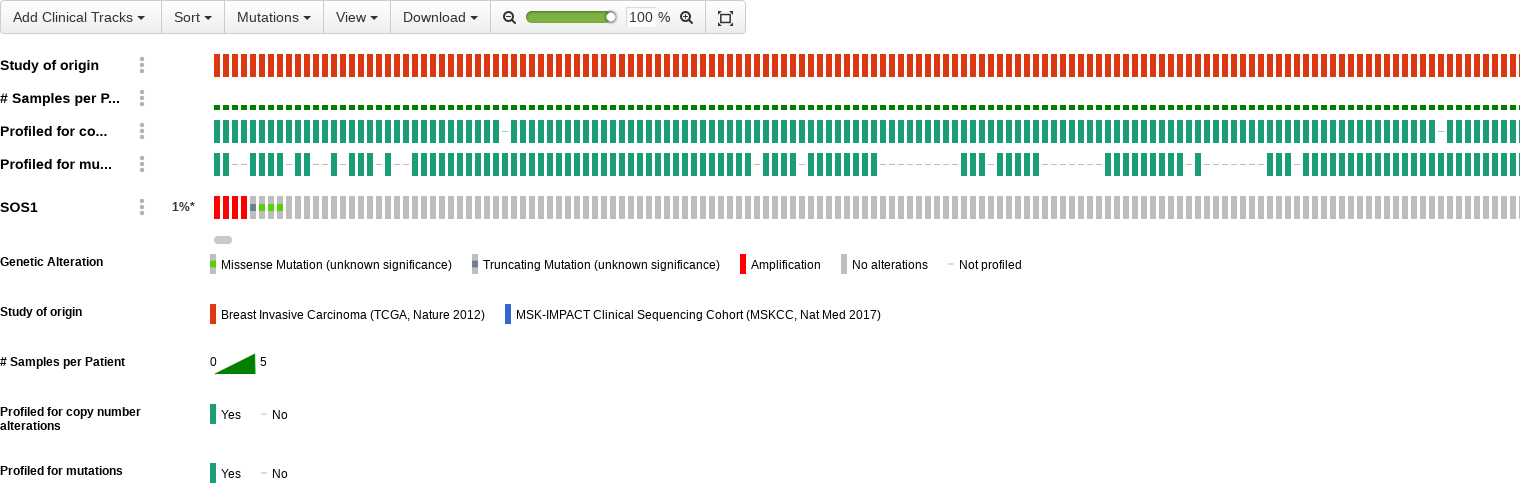 Add Clinical Tracks Sort Mutations View Download 100 %
Study of origin
# Samples per P...
Profiled for co...
Profiled for mu...
SOS1 1%*
Genetic Alteration Missense Mutation (unknown significance) Truncating Mutation (unknown significance) Amplification No alterations Not profiled
Study of origin Breast Invasive Carcinoma (TCGA, Nature 2012) MSK-IMPACT Clinical Sequencing Cohort (MSKCC, Nat Med 2017)
# Samples per Patient 0 5
Profiled for copy number
alterations
Yes No
Profiled for mutations Yes No